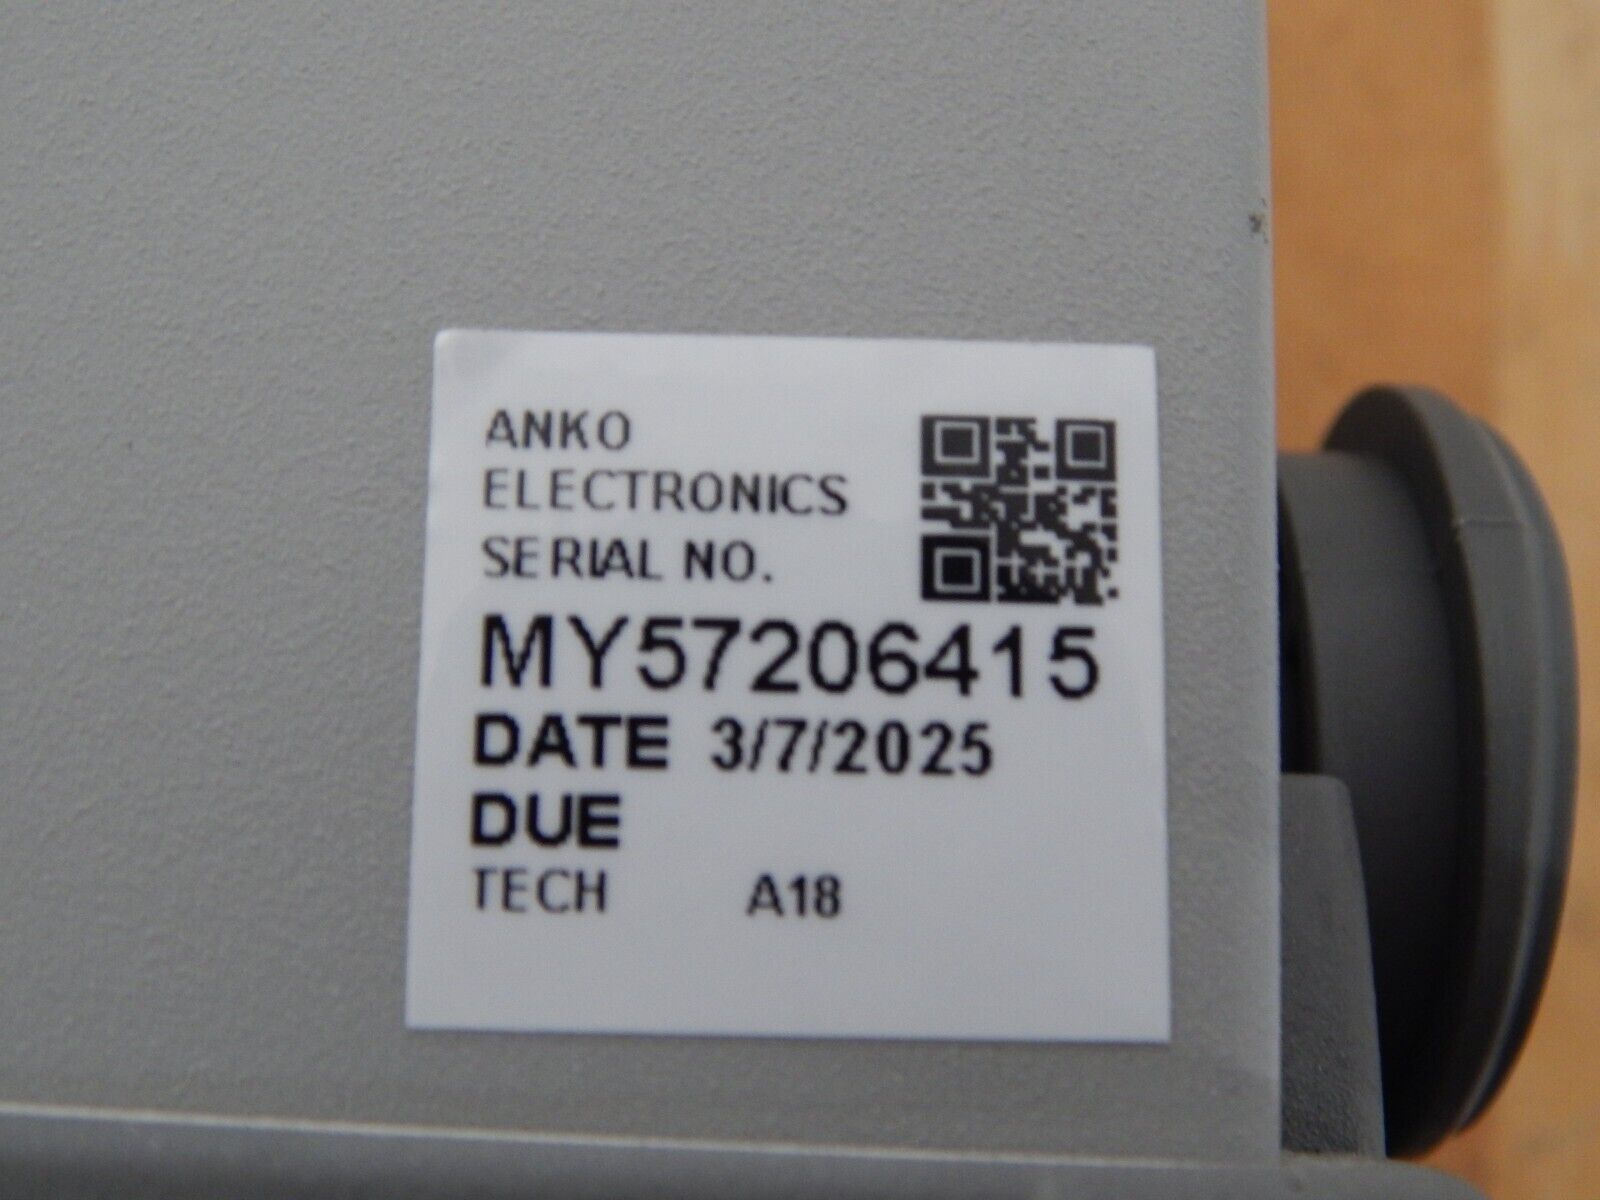 ANKO
ELECTRONICS
SERIAL NO.
MY57206415
DATE 3/7/2025
DUE
TECH A18